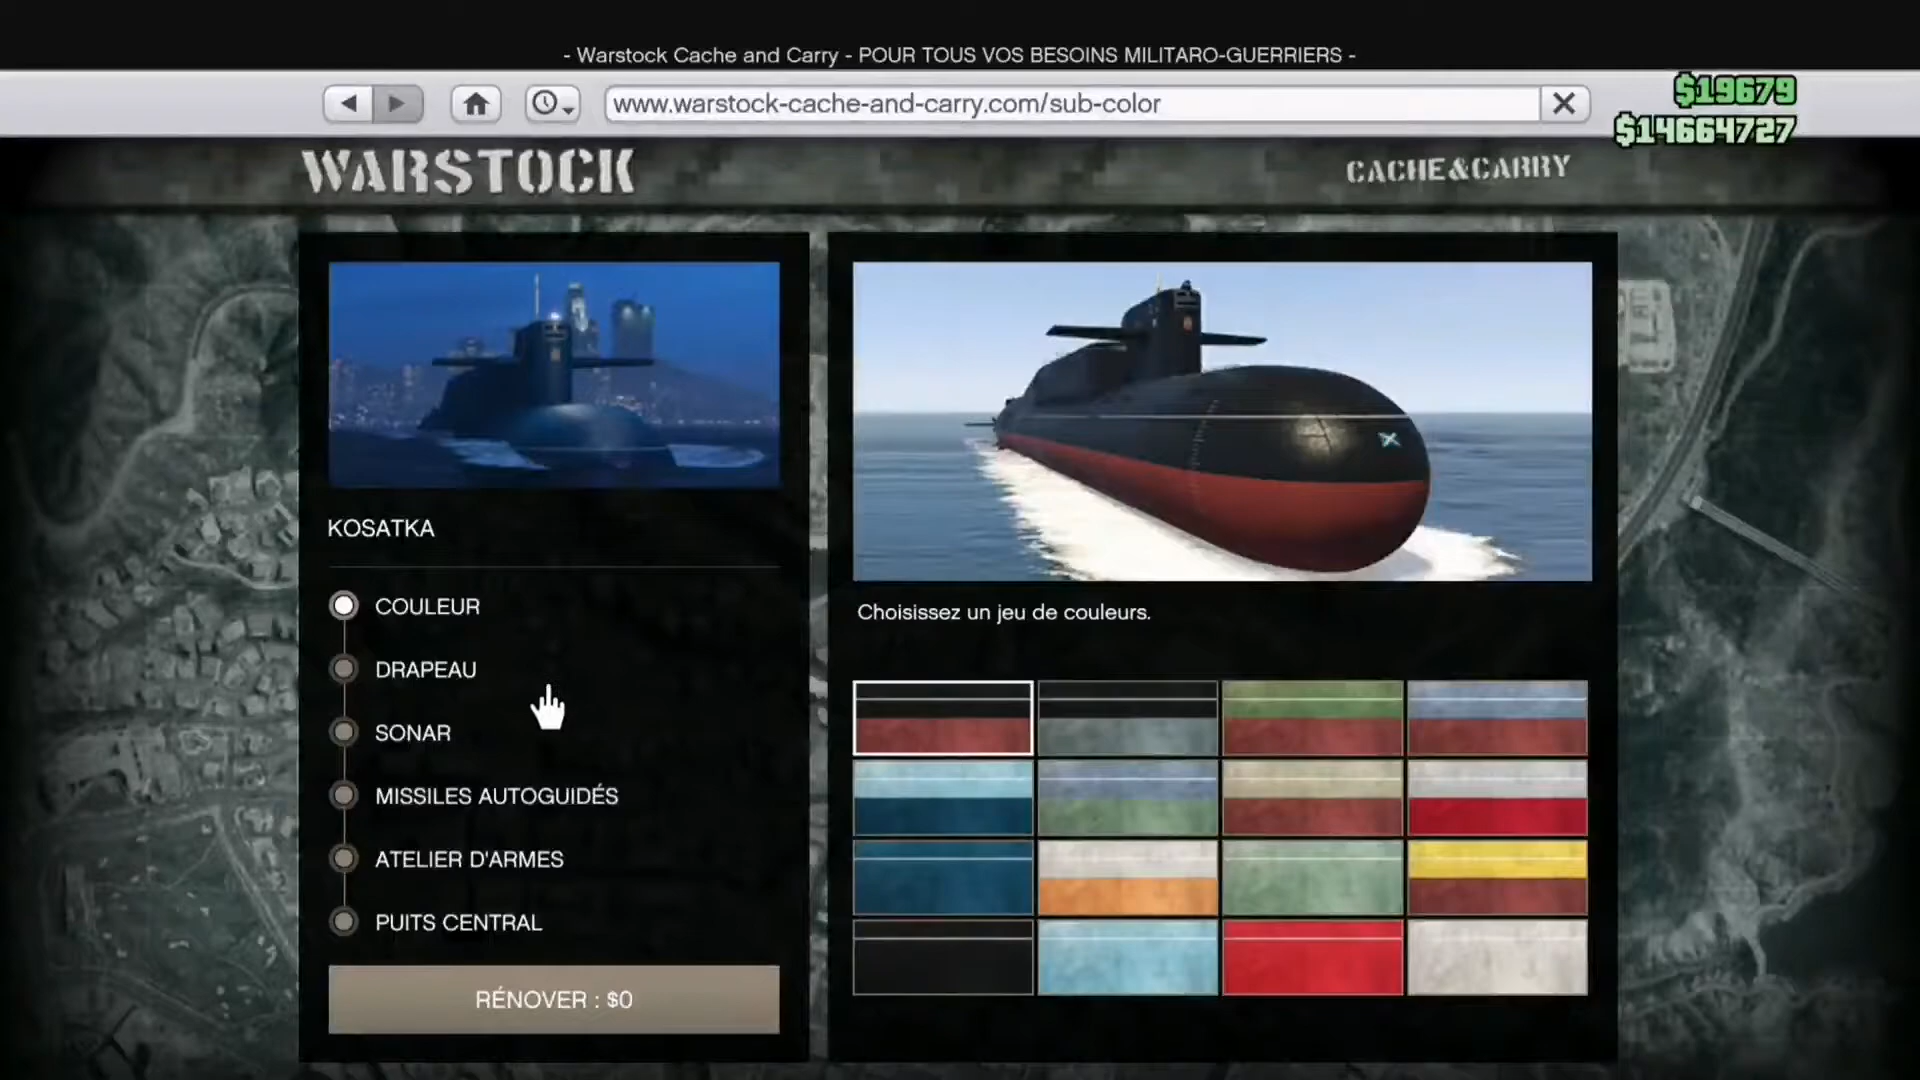 - Warstock Cache and Carry - POUR TOUS VOS BESOINS MILITARO-GUERRIERS -
www.warstock-cache-and-carry.com/sub-color
$19679
$14664727
WARSTOCK
CACHE&CARRY
KOSATKA
COULEUR
DRAPEAU
SONAR
MISSILES AUTOGUIDÉS
ATELIER D'ARMES
PUITS CENTRAL
RÉNOVER : $0
Choisissez un jeu de couleurs.